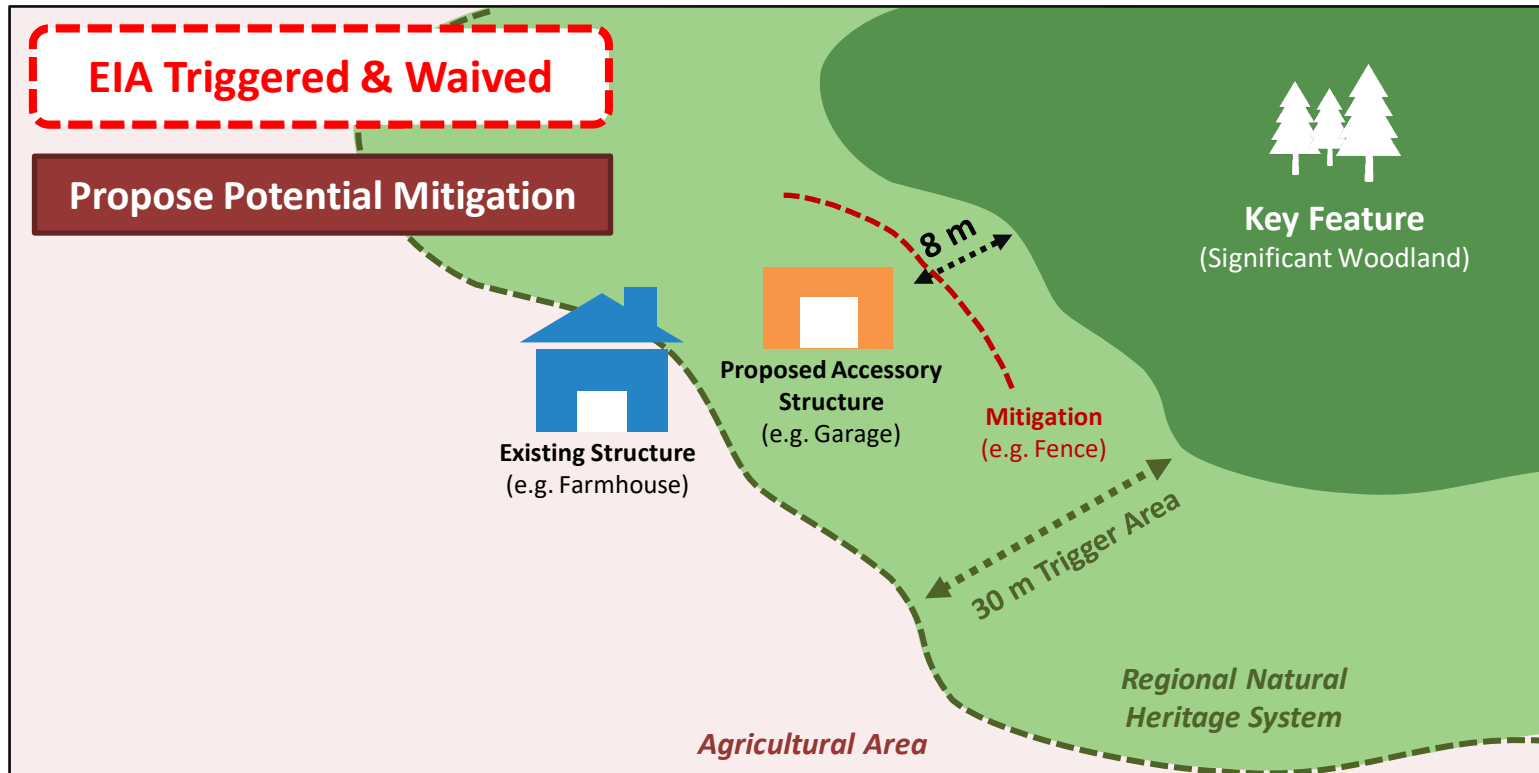 EIA Triggered & Waived
Propose Potential Mitigation
Key Feature
(Significant Woodland)
8 m
Proposed Accessory
Structure
(e.g. Garage)
Mitigation
(e.g. Fence)
Existing Structure
(e.g. Farmhouse)
30 m Trigger Area
Regional Natural
Heritage System
Agricultural Area